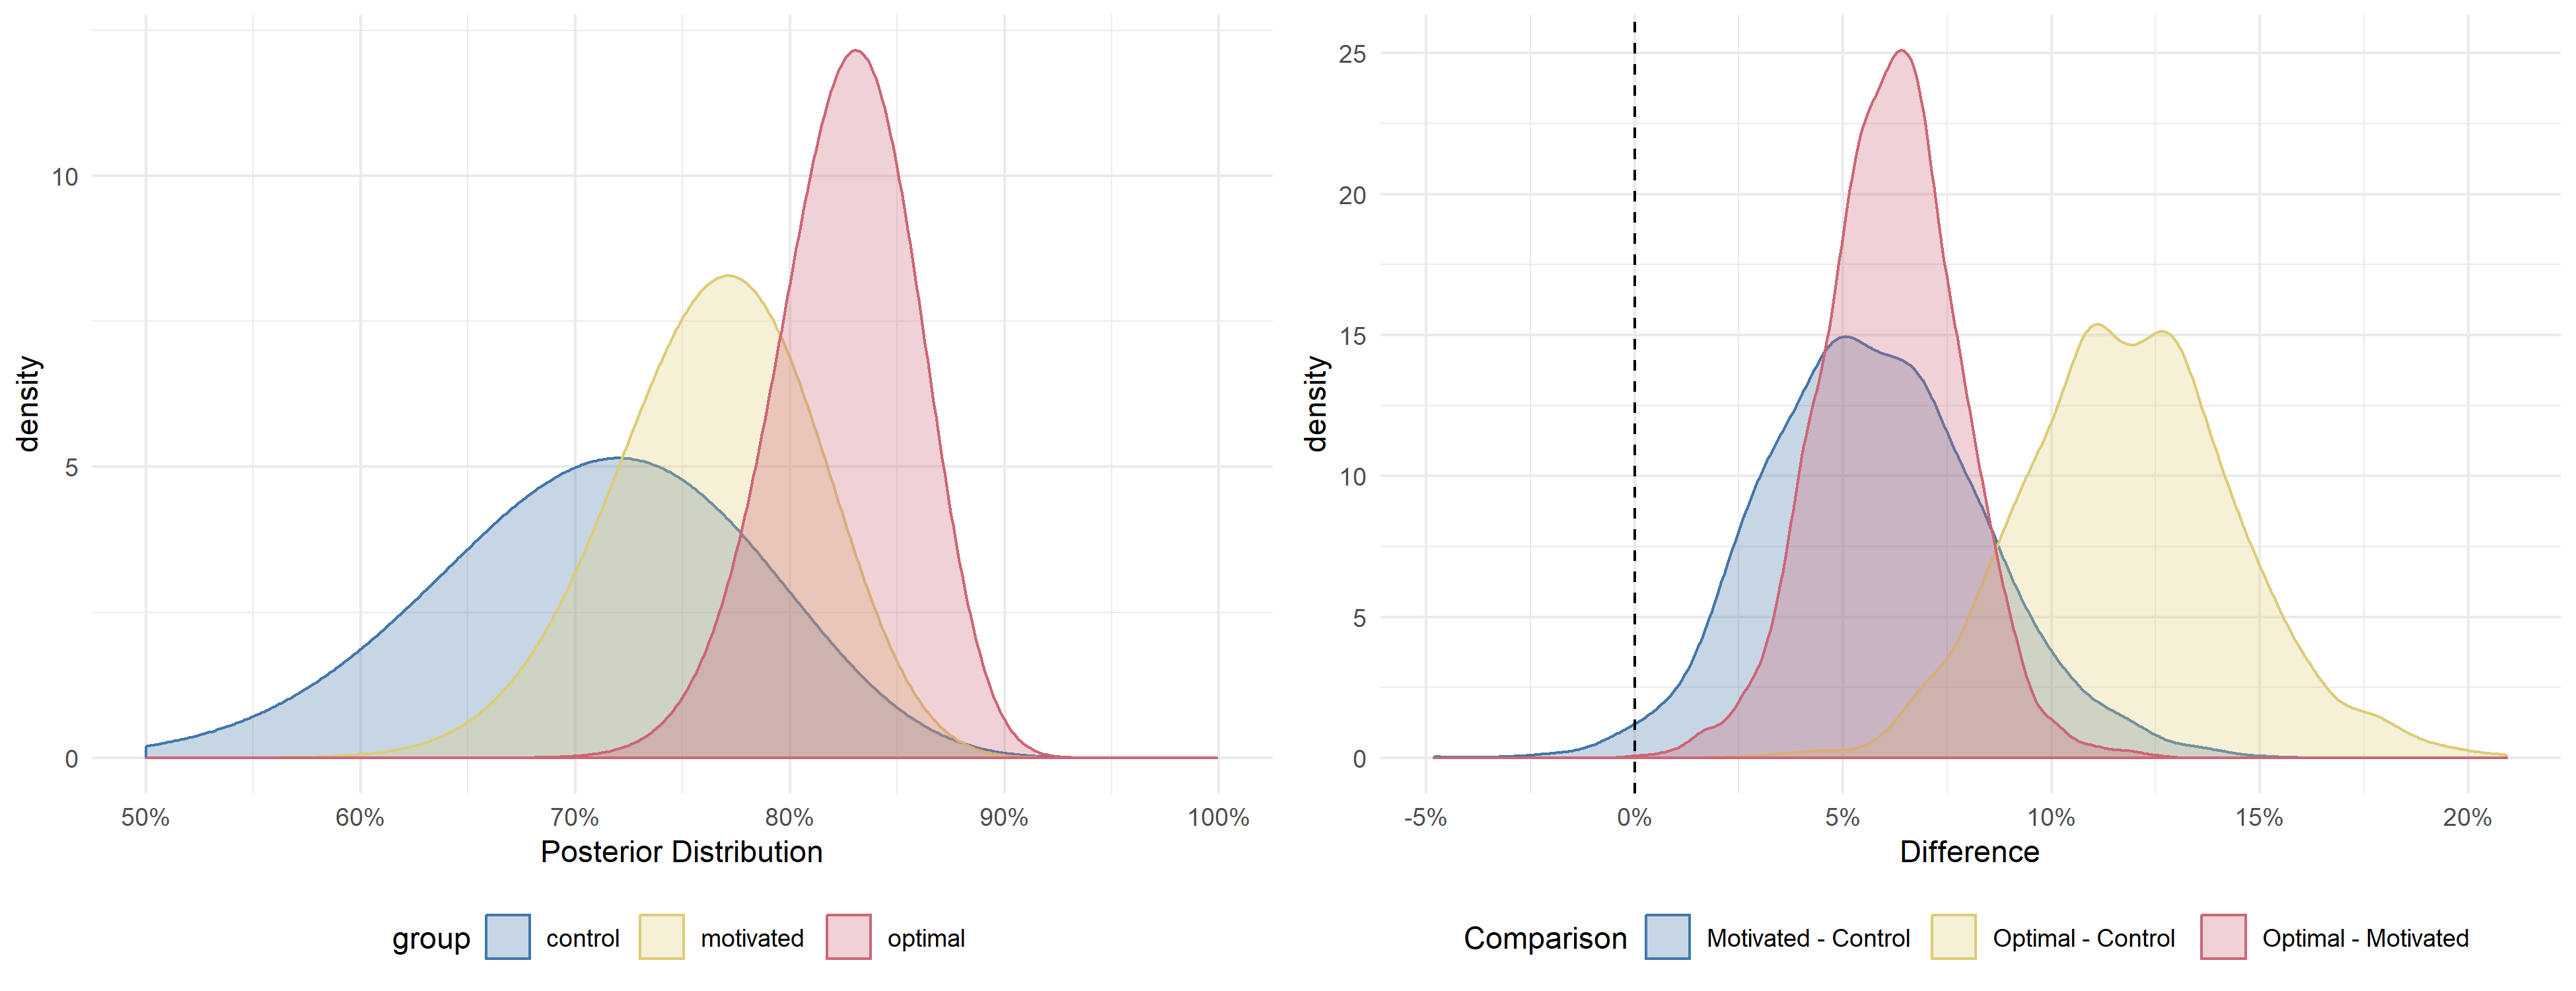 10
5
0
density
50% 60% 70% 80% 90% 100%
Posterior Distribution
group control motivated optimal
25
20
15
10
5
0
density
-5% 0% 5% 10% 15% 20%
Difference
Comparison Motivated - Control Optimal - Control Optimal - Motivated